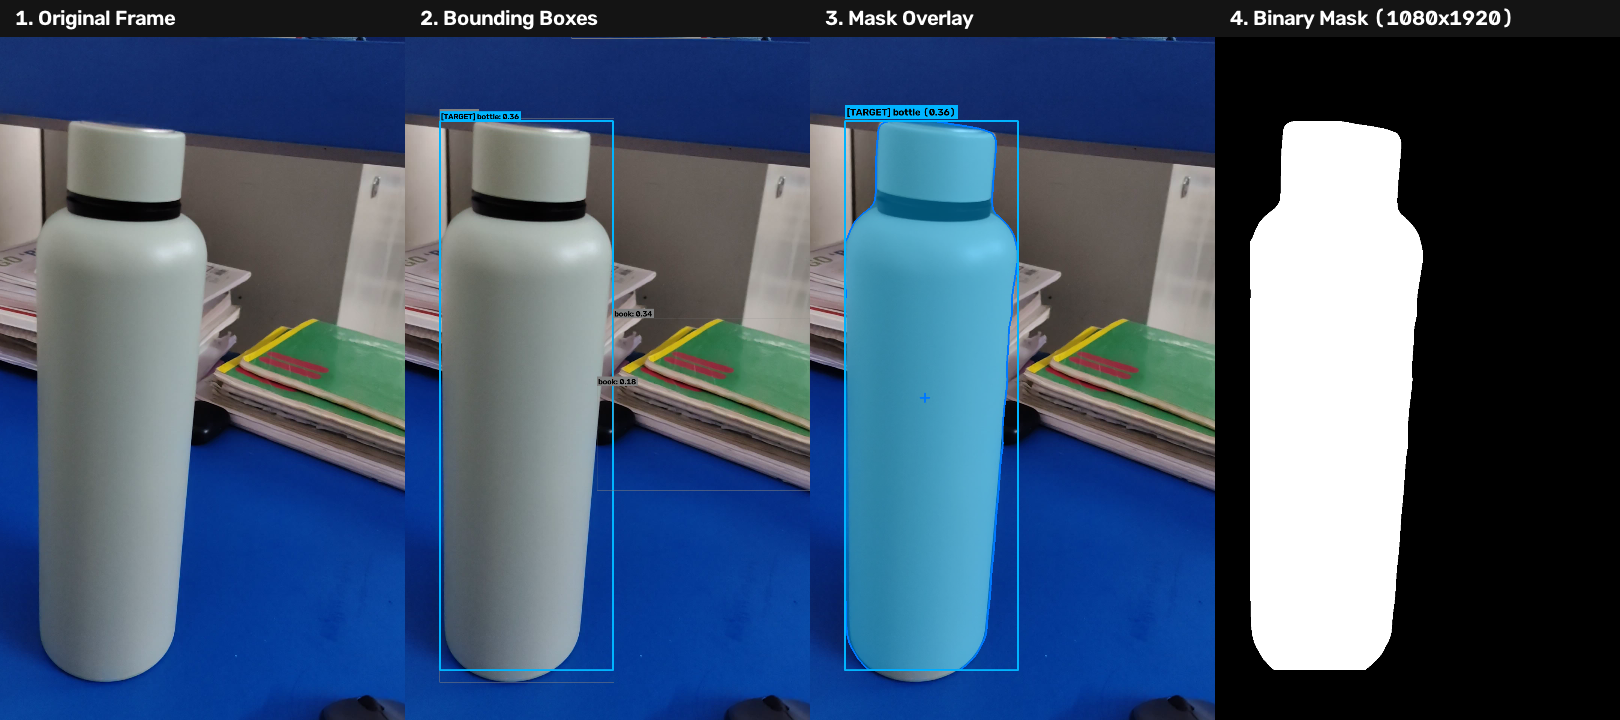 1. Original Frame
2. Bounding Boxes
3. Mask Overlay
4. Binary Mask (1080x1920)
[TARGET] bottle: 0.36
[TARGET] bottle (0.36)
book: 0.34
book: 0.18